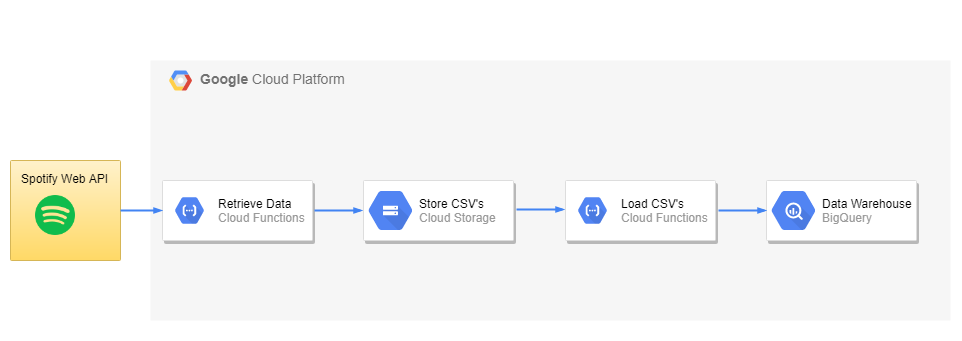 Google Cloud Platform
Spotify Web API
Retrieve Data
Cloud Functions
Store CSV's
Cloud Storage
Load CSV's
Cloud Functions
Data Warehouse
BigQuery